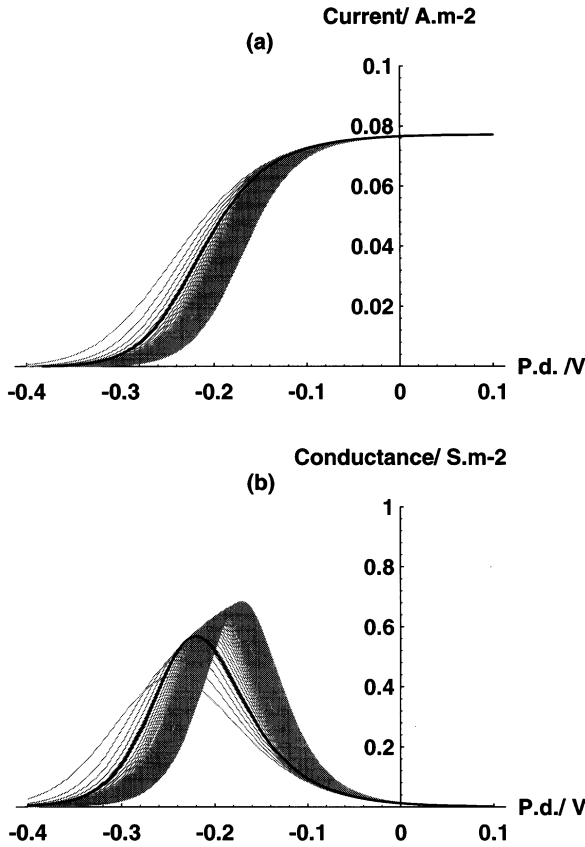 Current/ A.m-2
(a)
0.1
0.08
0.06
0.04
0.02
P.d. /V
-0.4 -0.3 -0.2 -0.1 0 0.1
Conductance/ S.m-2
(b)
1
0.8
0.6
0.4
0.2
P.d./ V
-0.4 -0.3 -0.2 -0.1 0 0.1